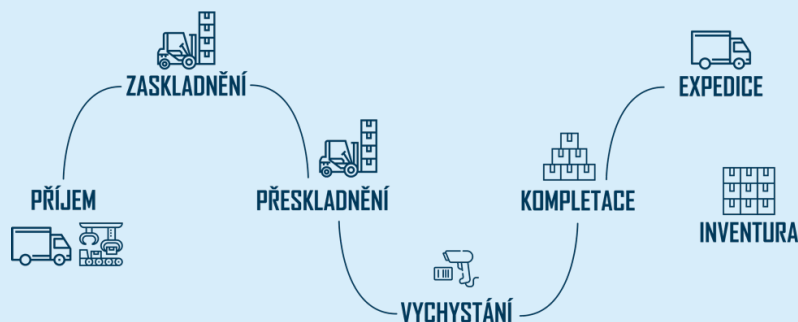 ZASKLADNĚNÍ
EXPEDICE
PŘÍJEM
PŘESKLADNĚNÍ
KOMPLETACE
INVENTURA
VYCHYSTÁNÍ